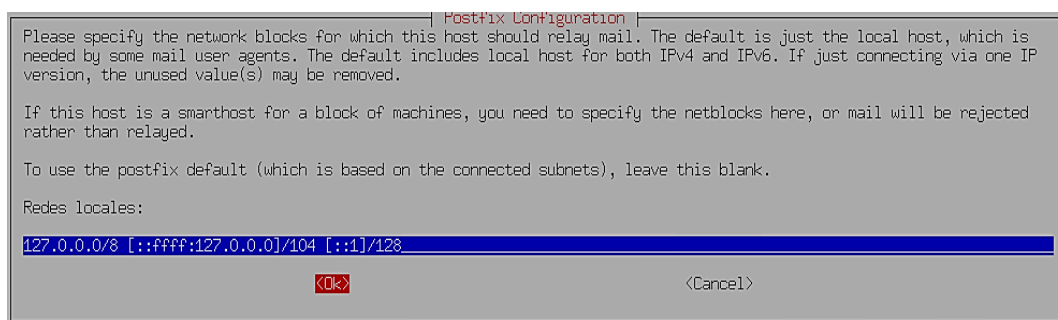 Postfix Configuration
Please specify the network blocks for which this host should relay mail. The default is just the local host, which is
needed by some mail user agents. The default includes local host for both IPv4 and IPv6. If just connecting via one IP
version, the unused value(s) may be removed.
If this host is a smarthost for a block of machines, you need to specify the netblocks here, or mail will be rejected
rather than relayed.
To use the postfix default (which is based on the connected subnets), leave this blank.
Redes locales:
127.0.0.0/8 [::ffff:127.0.0.0]/104 [::1]/128
<Ok> <Cancel>